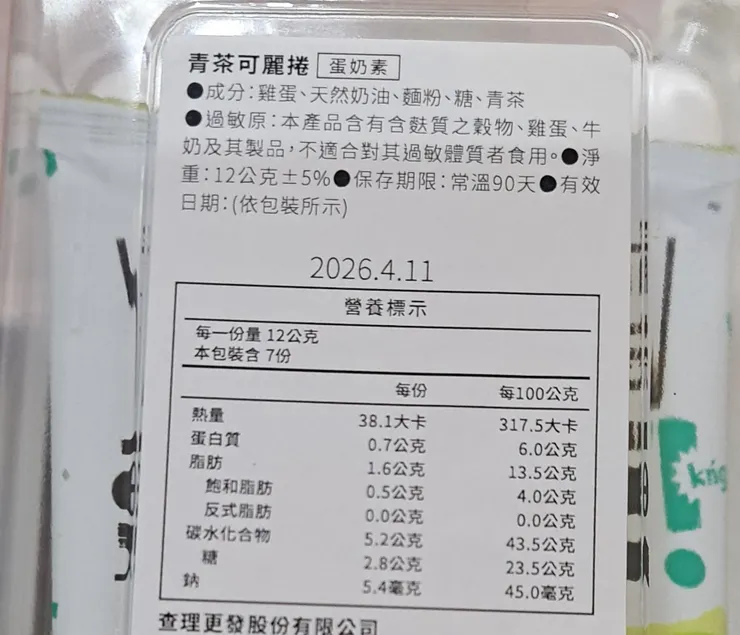 青茶可麗捲 蛋奶素
●成分:雞蛋、天然奶油、麵粉、糖、青茶
●過敏原:本產品含有含麩質之穀物、雞蛋、牛
奶及其製品,不適合對其過敏體質者食用。●淨
重:12公克±5%●保存期限:常溫90天●有效
日期:(依包裝所示)
2026.4.11
營養標示
每一份量 12公克
本包裝含 7份
每份 每100公克
熱量 38.1大卡 317.5大卡
蛋白質 0.7公克 6.0公克
脂肪 1.6公克 13.5公克
飽和脂肪 0.5公克 4.0公克
反式脂肪 0.0公克 0.0公克
碳水化合物 5.2公克 43.5公克
糖 2.8公克 23.5公克
鈉 5.4毫克 45.0毫克
查理更發股份有限公司